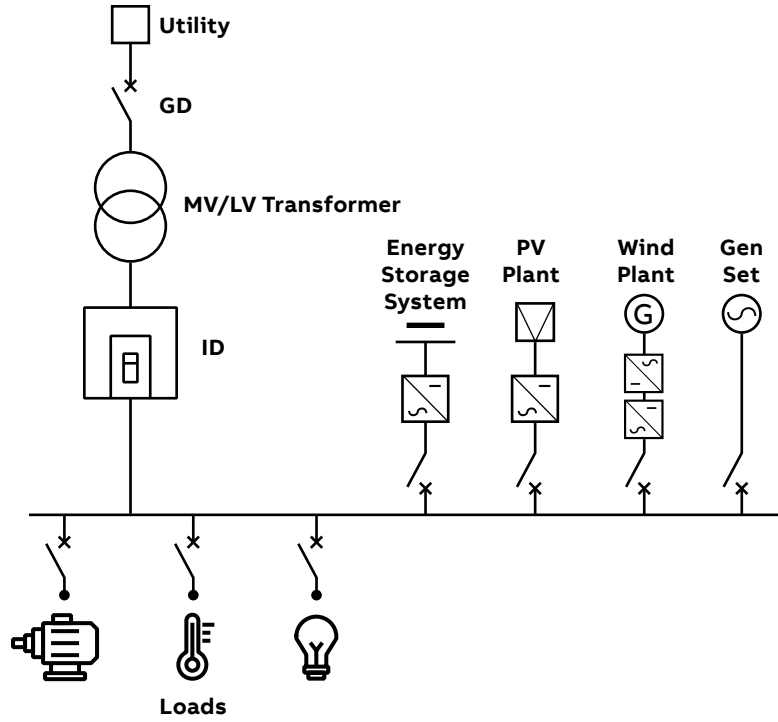 Utility
GD
MV/LV Transformer
Energy
Storage
System
PV
Plant
Wind
Plant
Gen
Set
G
ID
Loads